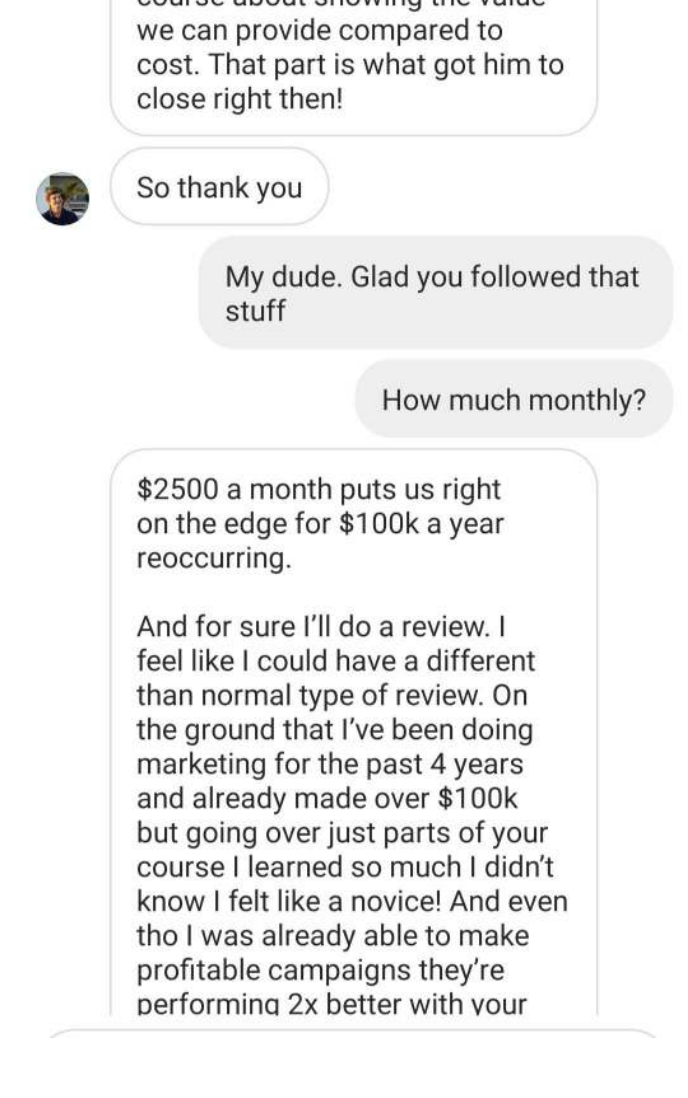 course about showing the value
we can provide compared to
cost. That part is what got him to
close right then!
So thank you
My dude. Glad you followed that
stuff
How much monthly?
$2500 a month puts us right
on the edge for $100k a year
reoccurring.
And for sure I'll do a review. I
feel like I could have a different
than normal type of review. On
the ground that I've been doing
marketing for the past 4 years
and already made over $100k
but going over just parts of your
course I learned so much I didn't
know I felt like a novice! And even
tho I was already able to make
profitable campaigns they're
performing 2x better with your